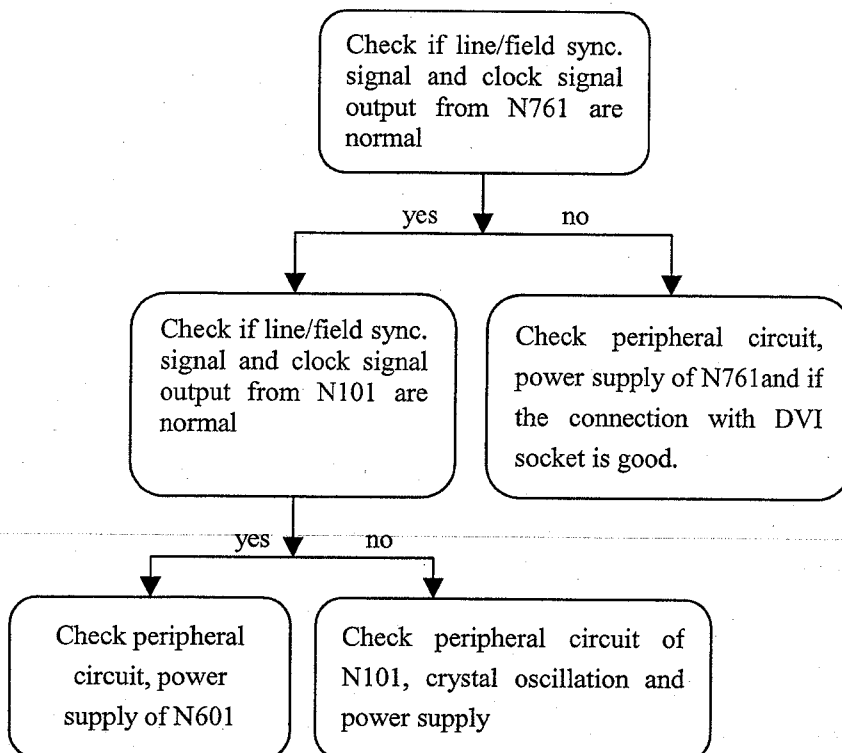 Check if line/field sync.
signal and clock signal
output from N761 are
normal
yes no
Check if line/field sync.
signal and clock signal
output from N101 are
normal
Check peripheral circuit,
power supply of N761and if
the connection with DVI
socket is good.
yes no
Check peripheral
circuit, power
supply of N601
Check peripheral circuit of
N101, crystal oscillation and
power supply